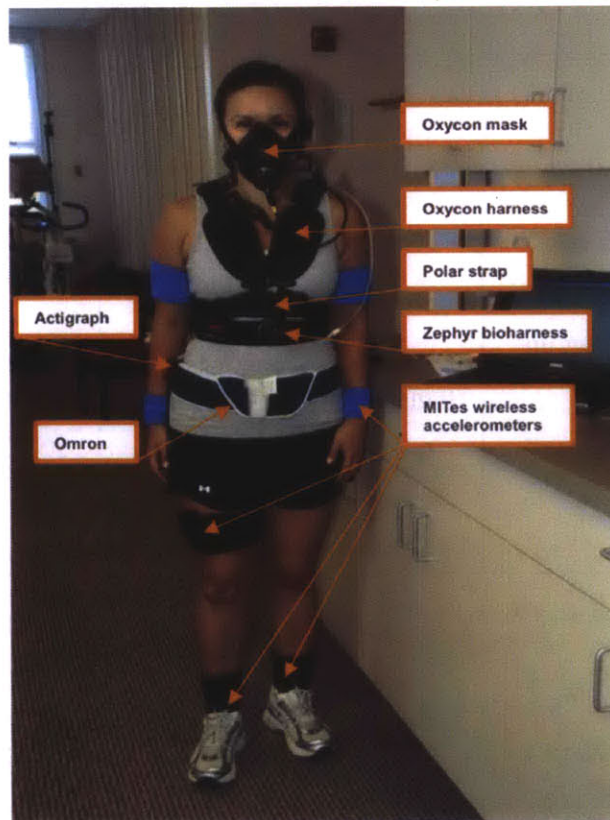 Oxycon mask
Oxycon harness
Polar strap
Actigraph
Zephyr bioharness
MITes wireless
accelerometers
Omron